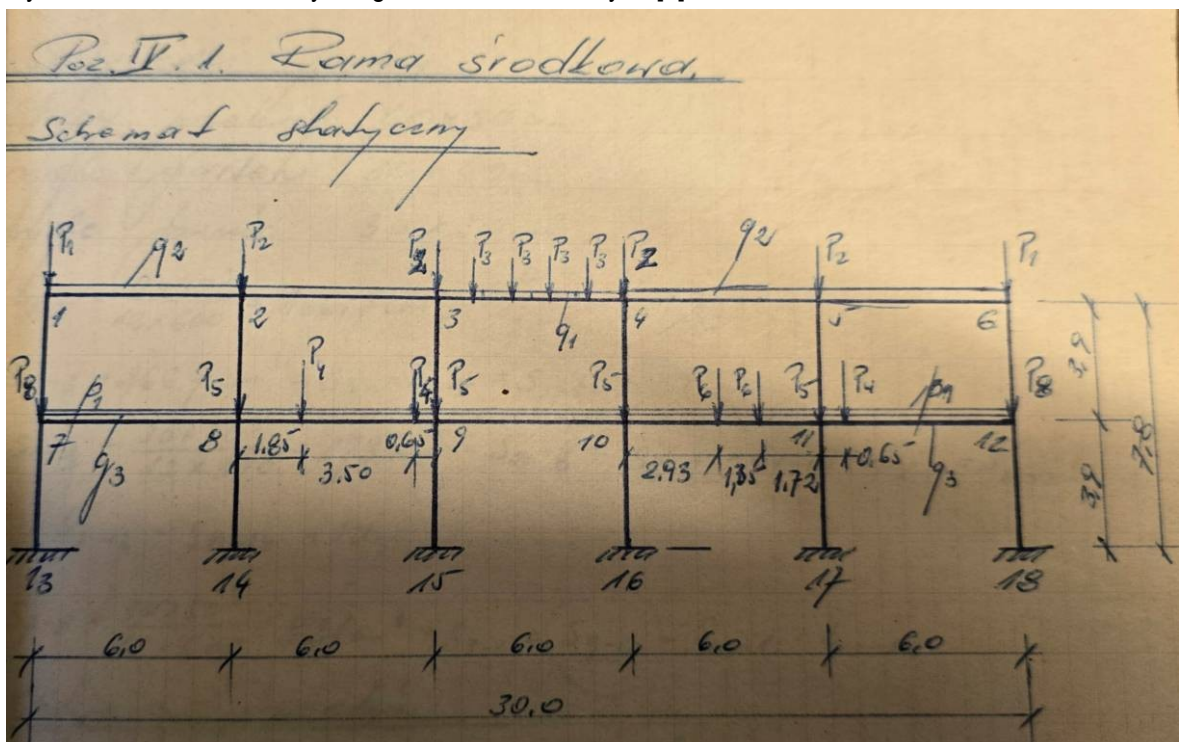 Poz. IV. 1. Rama środkowa.
Schemat statyczny
P1 q2 P2 P2 P3 P3 P3 P3 P2 q2 P2 P1
1 2 3 q1 4 5 6
P8 p1 P5 P4 P4 P5 P5 P6 P6 P5 P4 p1 P8
7 q3 8 1.85 3.50 0.65 9 10 2.93 1,35 1.72 11 0.65 q3 12
3,9 3,9 7,8
13 14 15 16 17 18
6,0 6,0 6,0 6,0 6,0
30.0